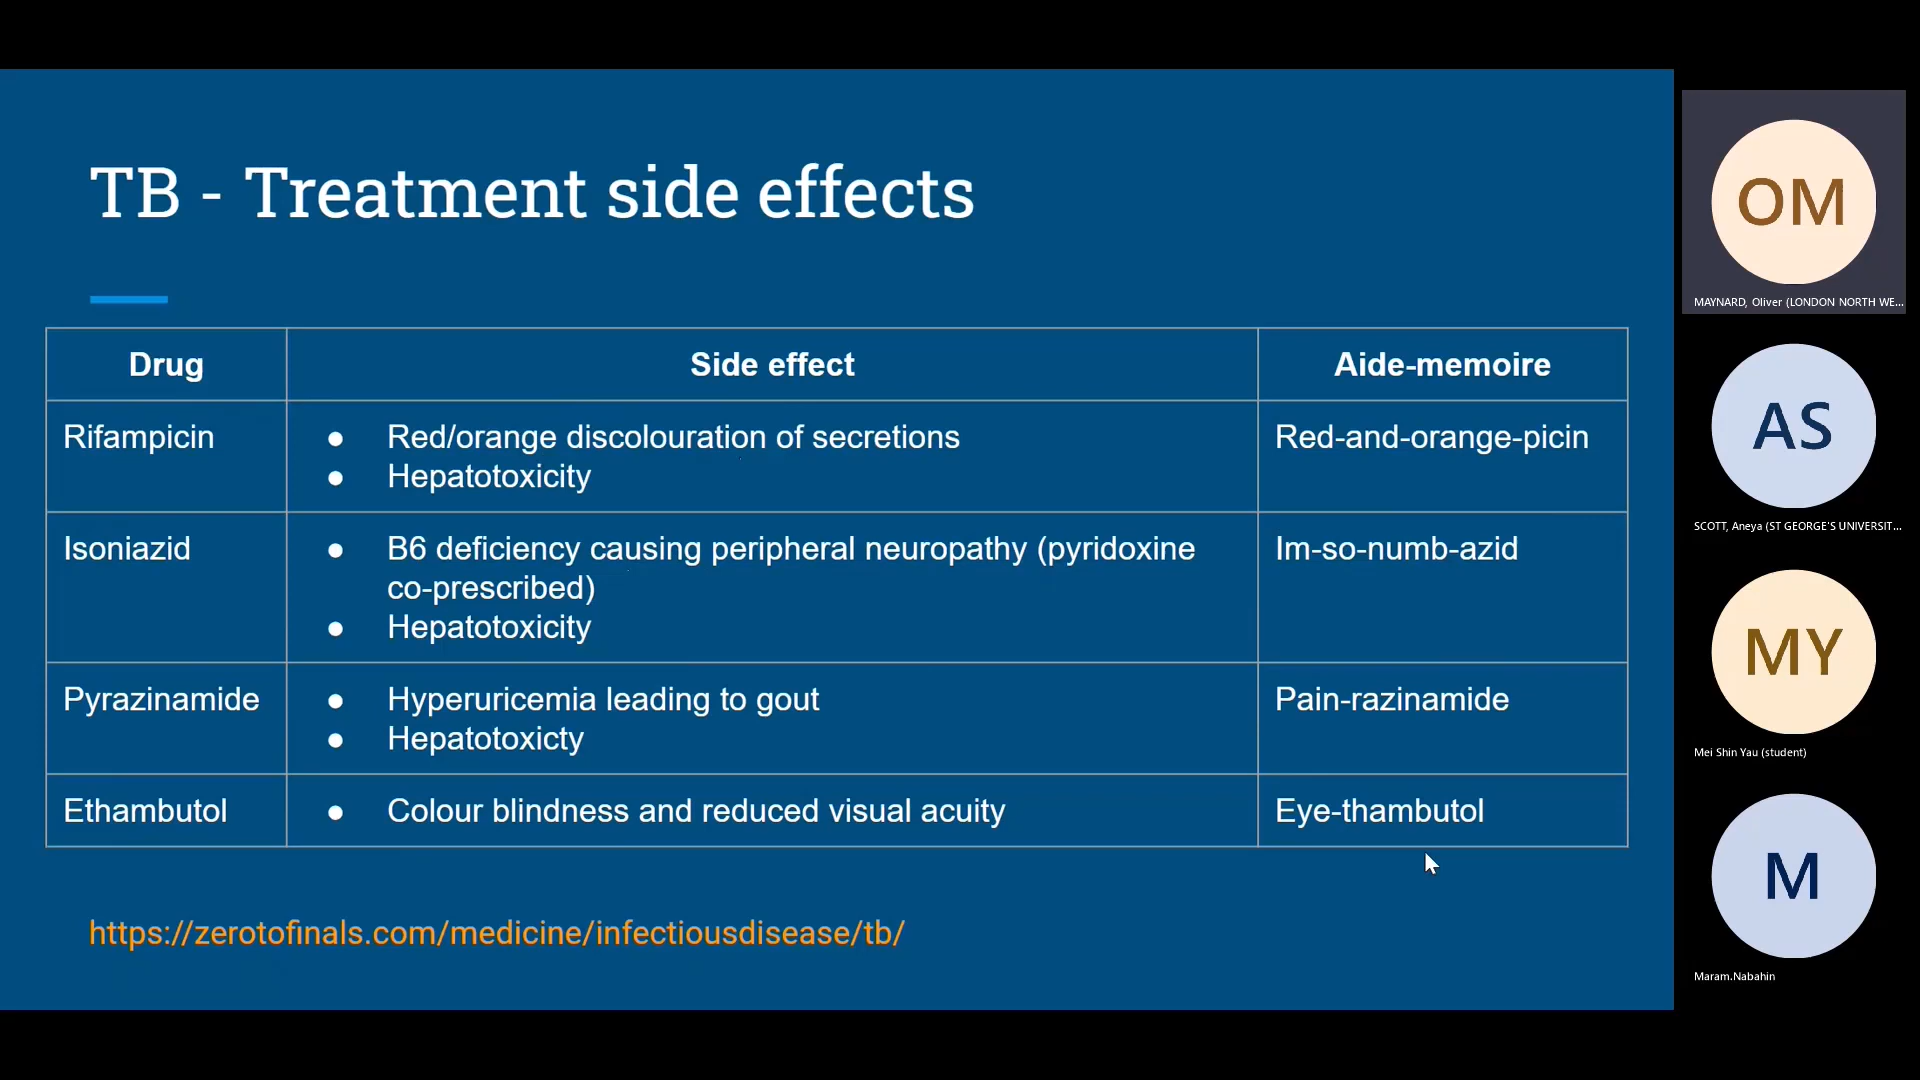 TB - Treatment side effects
Drug Side effect Aide-memoire
Rifampicin ● Red/orange discolouration of secretions Red-and-orange-picin
● Hepatotoxicity
Isoniazid ● B6 deficiency causing peripheral neuropathy (pyridoxine Im-so-numb-azid
co-prescribed)
● Hepatotoxicity
Pyrazinamide ● Hyperuricemia leading to gout Pain-razinamide
● Hepatotoxicty
Ethambutol ● Colour blindness and reduced visual acuity Eye-thambutol
https://zerotofinals.com/medicine/infectiousdisease/tb/
OM
MAYNARD, Oliver (LONDON NORTH WE...
AS
SCOTT, Aneya (ST GEORGE'S UNIVERSIT...
MY
Mei Shin Yau (student)
M
Maram.Nabahin